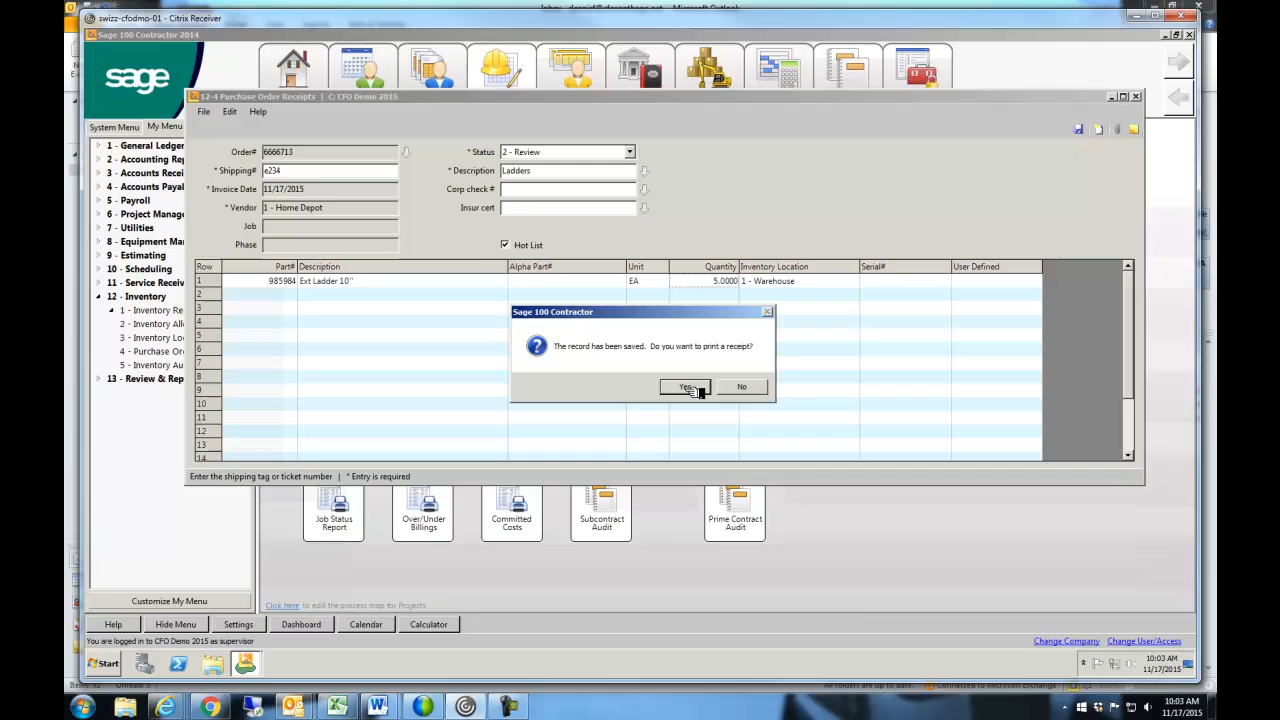 swizz-cfodmo-01 - Citrix Receiver
Sage 100 Contractor 2014
sage
System Menu
My Menu
12-4 Purchase Order Receipts | C: CFO Demo 2015
File Edit Help
Order# 6666713
* Status 2 - Review
* Shipping# e234
* Description Ladders
* Invoice Date 11/17/2015
Corp check #
* Vendor 1 - Home Depot
Insur cert
Job
Phase
Hot List
Row Part# Description Alpha Part# Unit Quantity Inventory Location Serial# User Defined
1 985984 Ext Ladder 10" EA 5.0000 1 - Warehouse
2
3
4
5
6
7
8
9
10
11
12
13
14
Sage 100 Contractor
The record has been saved. Do you want to print a receipt?
Yes No
Enter the shipping tag or ticket number | * Entry is required
1 - General Ledger
2 - Accounting Rep
3 - Accounts Recei
4 - Accounts Payal
5 - Payroll
6 - Project Manage
7 - Utilities
8 - Equipment Mar
9 - Estimating
10 - Scheduling
11 - Service Receiv
12 - Inventory
1 - Inventory Re
2 - Inventory Allo
3 - Inventory Loc
4 - Purchase Ord
5 - Inventory Aud
13 - Review & Rep
Job Status Report
Over/Under Billings
Committed Costs
Subcontract Audit
Prime Contract Audit
Customize My Menu
Click here to edit the process map for Projects
Help Hide Menu Settings Dashboard Calendar Calculator
You are logged in to CFO Demo 2015 as supervisor
Change Company Change User/Access
Start
10:03 AM
11/17/2015
10:03 AM
11/17/2015